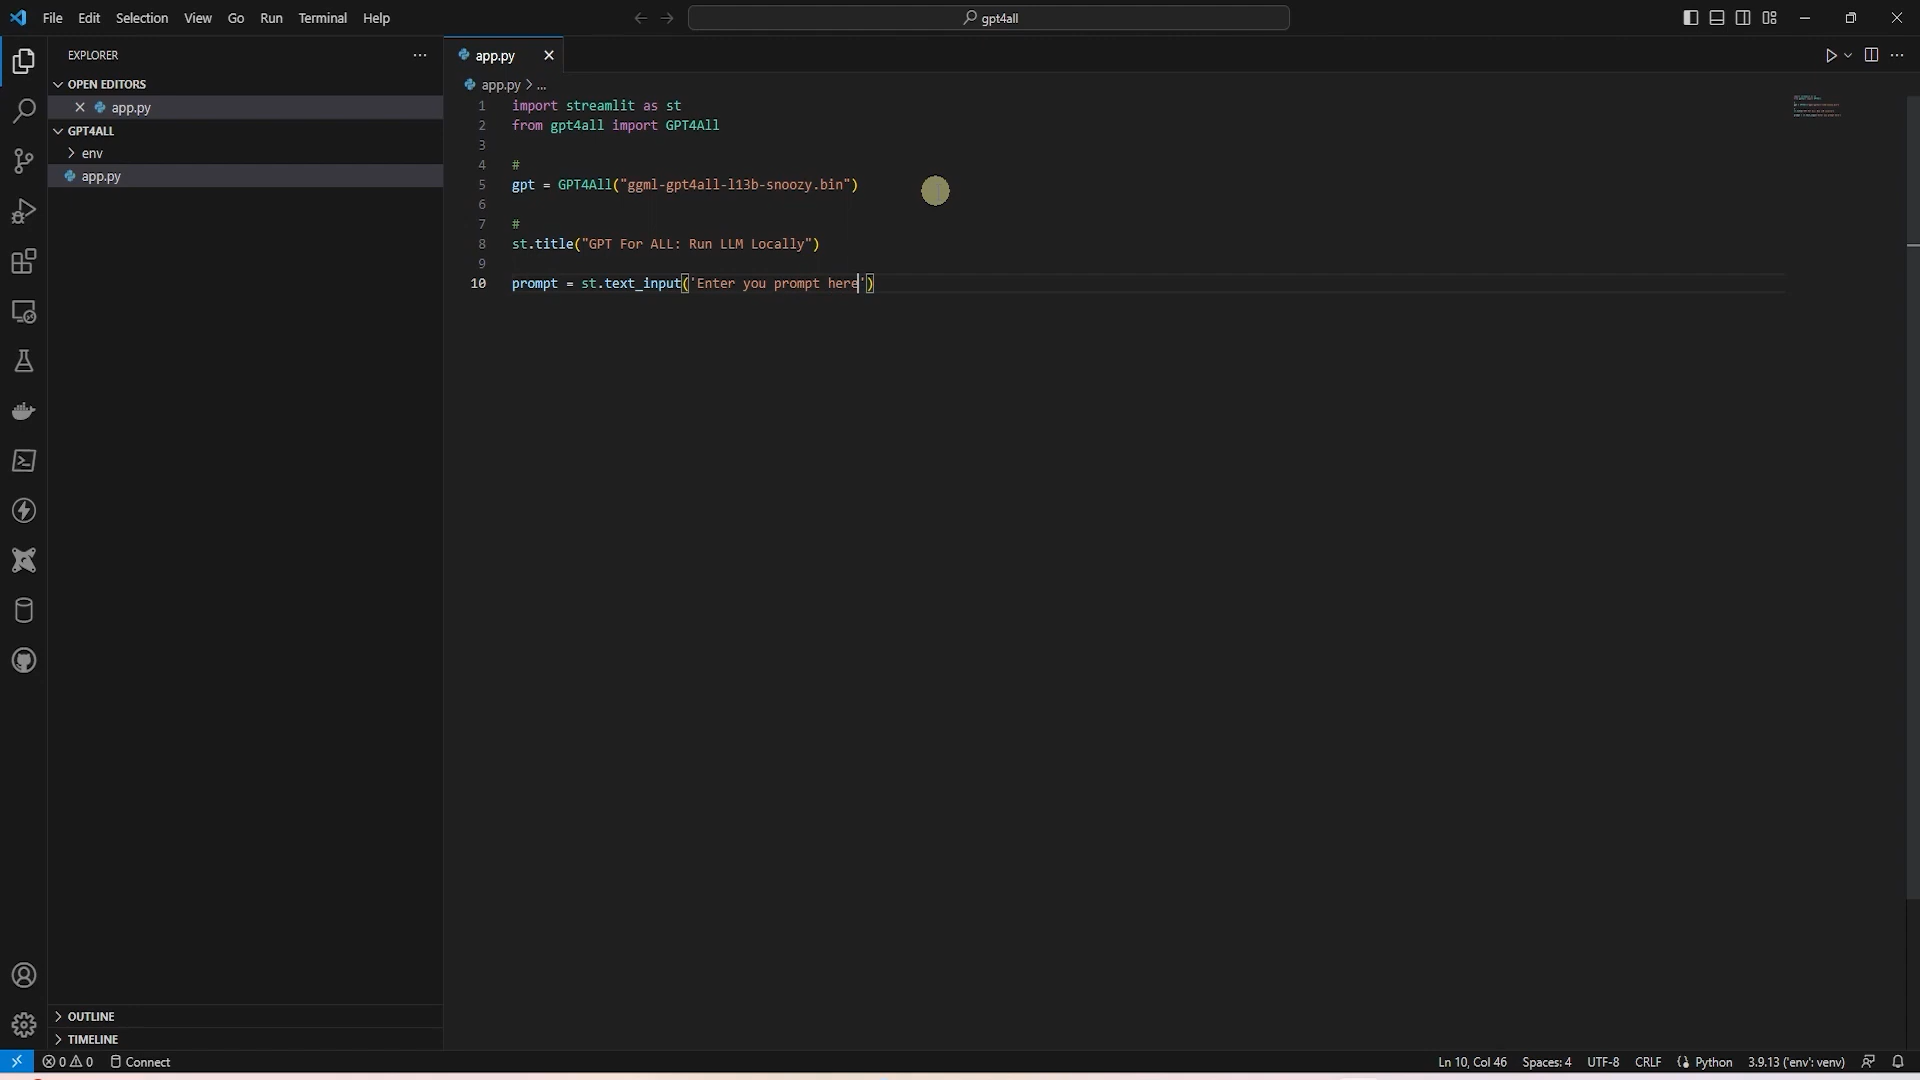 File Edit Selection View Go Run Terminal Help
gpt4all
EXPLORER
OPEN EDITORS
app.py
GPT4ALL
env
app.py
app.py
app.py > ...
1 import streamlit as st
2 from gpt4all import GPT4All
3
4 #
5 gpt = GPT4All("ggml-gpt4all-l13b-snoozy.bin")
6
7 #
8 st.title("GPT For ALL: Run LLM Locally")
9
10 prompt = st.text_input('Enter you prompt here')
OUTLINE
TIMELINE
0 0 Connect
Ln 10, Col 46 Spaces: 4 UTF-8 CRLF Python 3.9.13 ('env': venv)